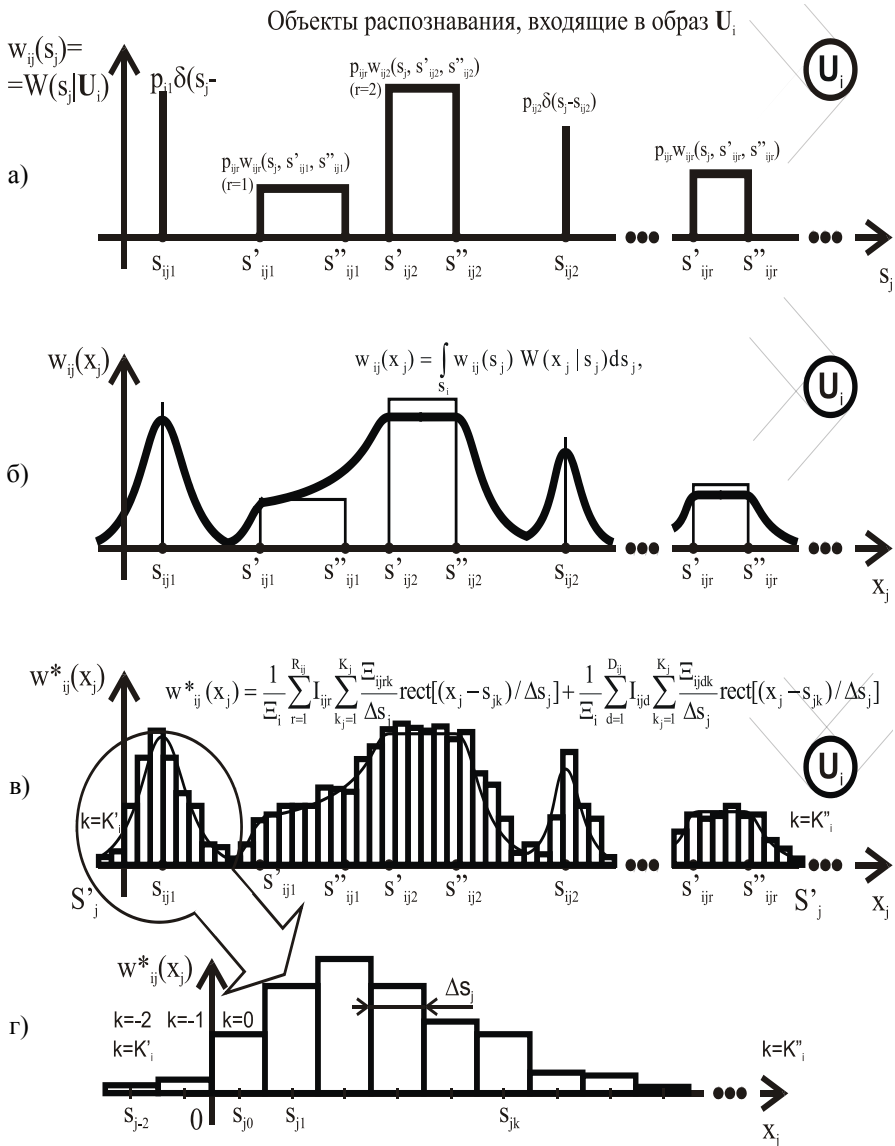 Объекты распознавания, входящие в образ U_i
w_ij(s_j)=
=W(s_j|U_i)
p_i1δ(s_j-
p_ijr w_ij2(s_j, s'_ij2, s''_ij2)
(r=2)
p_ij2δ(s_j-s_ij2)
U_i
p_ijr w_ijr(s_j, s'_ij1, s''_ij1)
(r=1)
p_ijr w_ijr(s_j, s'_ijr, s''_ijr)
а)
s_ij1 s'_ij1 s''_ij1 s'_ij2 s''_ij2 s_ij2 s'_ijr s''_ijr s_j
w_ij(x_j)
w_ij(x_j) = ∫_{s_i} w_ij(s_j) W(x_j | s_j)ds_j,
U_i
б)
s_ij1 s'_ij1 s''_ij1 s'_ij2 s''_ij2 s_ij2 s'_ijr s''_ijr x_j
w*_ij(x_j)
w*_ij(x_j) = 1/Ξ_i ∑_{r=1}^{R_ij} I_ijr ∑_{k_j=1}^{K_j} Ξ_ijrk/Δs_j rect[(x_j − s_jk)/Δs_j] + 1/Ξ_i ∑_{d=1}^{D_ij} I_ijd ∑_{k_j=1}^{K_j} Ξ_ijdk/Δs_j rect[(x_j − s_jk)/Δs_j]
U_i
в)
k=K'_i k=K''_i
S'_j s_ij1 s'_ij1 s''_ij1 s'_ij2 s''_ij2 s_ij2 s'_ijr s''_ijr S'_j x_j
w*_ij(x_j)
Δs_j
г)
k=-2 k=-1 k=0
k=K'_i k=K''_i
s_j-2 0 s_j0 s_j1 s_jk x_j